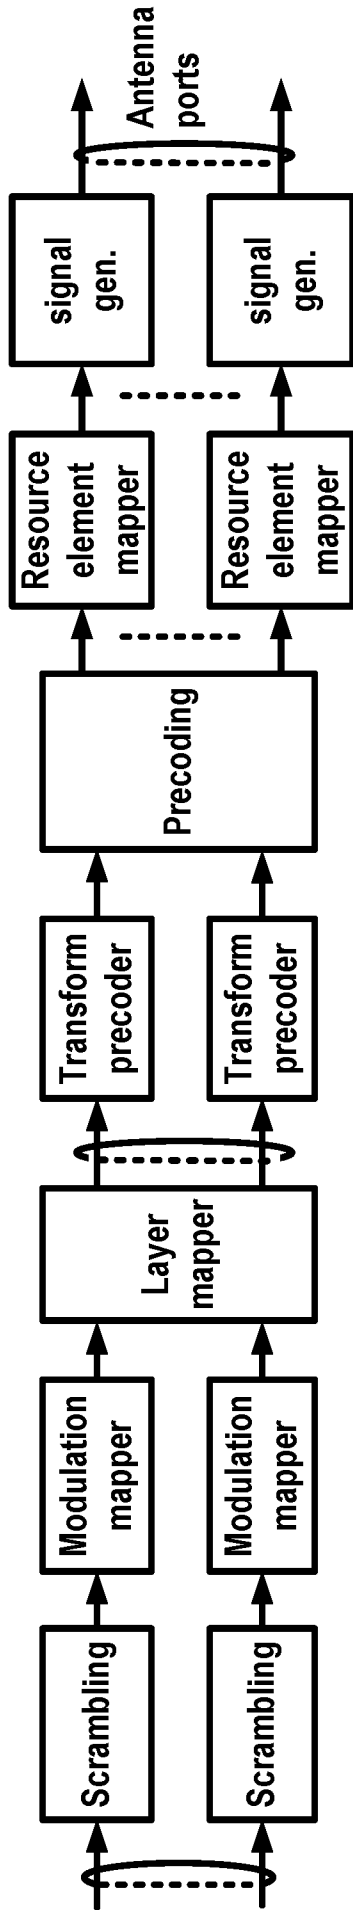 Scrambling
Scrambling
Modulation
mapper
Modulation
mapper
Layer
mapper
Transform
precoder
Transform
precoder
Precoding
Resource
element
mapper
Resource
element
mapper
signal
gen.
signal
gen.
Antenna
ports